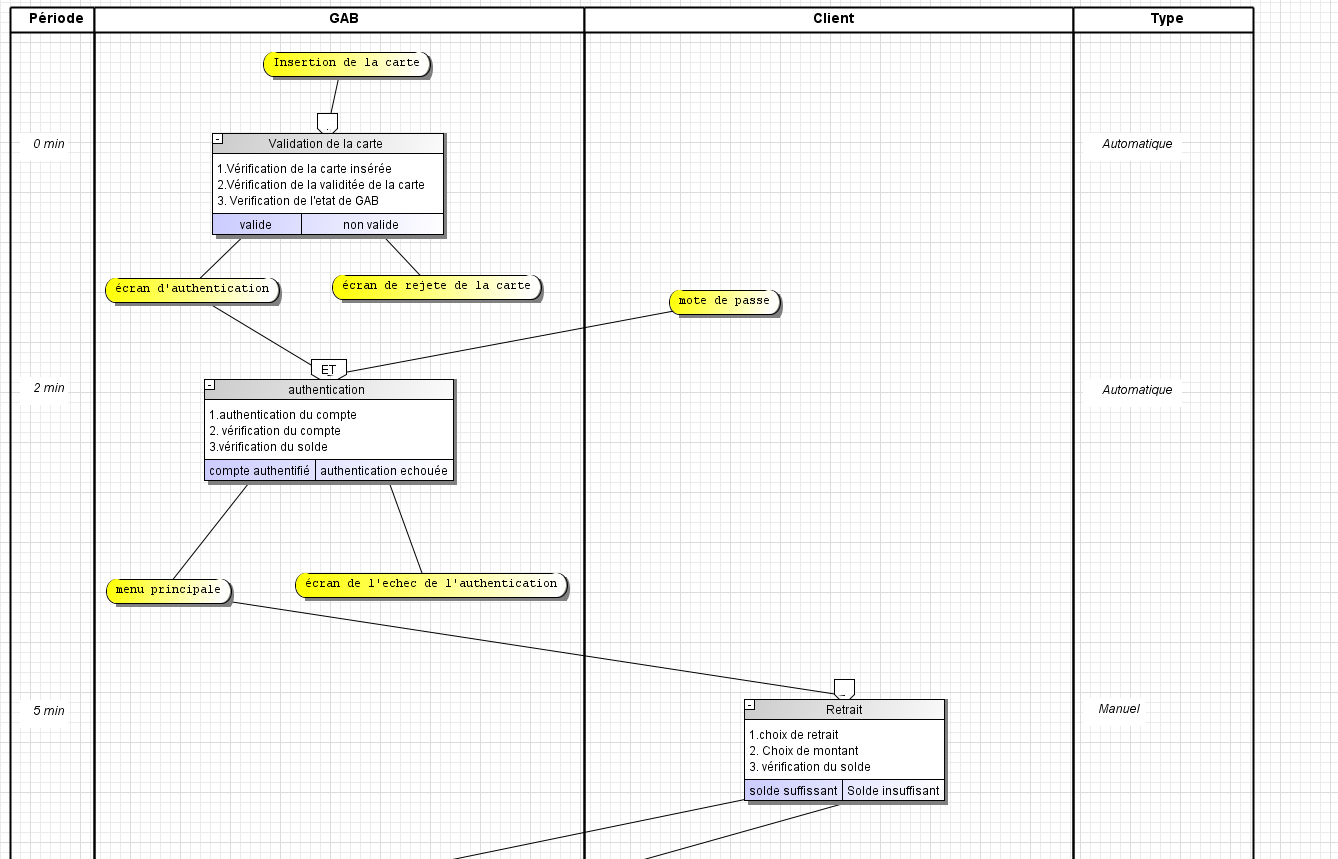 Période
GAB
Client
Type
Insertion de la carte
0 min
Validation de la carte
Automatique
1.Vérification de la carte insérée
2.Vérification de la validitée de la carte
3. Verification de l'etat de GAB
valide
non valide
écran d'authentication
écran de rejete de la carte
mote de passe
ET
2 min
authentication
Automatique
1.authentication du compte
2. vérification du compte
3.vérification du solde
compte authentifié
authentication echouée
menu principale
écran de l'echec de l'authentication
5 min
Retrait
Manuel
1.choix de retrait
2. Choix de montant
3. vérification du solde
solde suffissant
Solde insuffisant